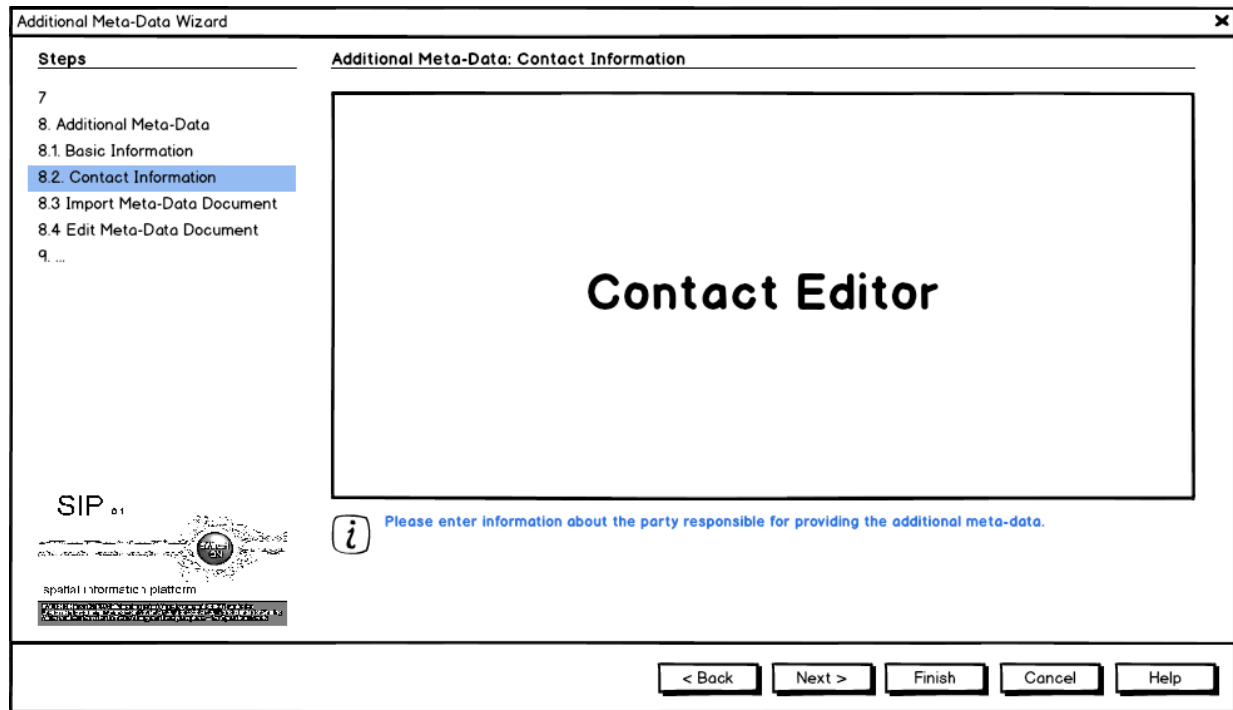 Additional Meta-Data Wizard
Steps
7
8. Additional Meta-Data
8.1. Basic Information
8.2. Contact Information
8.3 Import Meta-Data Document
8.4 Edit Meta-Data Document
9. ...
SIP 0.1
spatial information platform
Additional Meta-Data: Contact Information
Contact Editor
i
Please enter information about the party responsible for providing the additional meta-data.
< Back
Next >
Finish
Cancel
Help